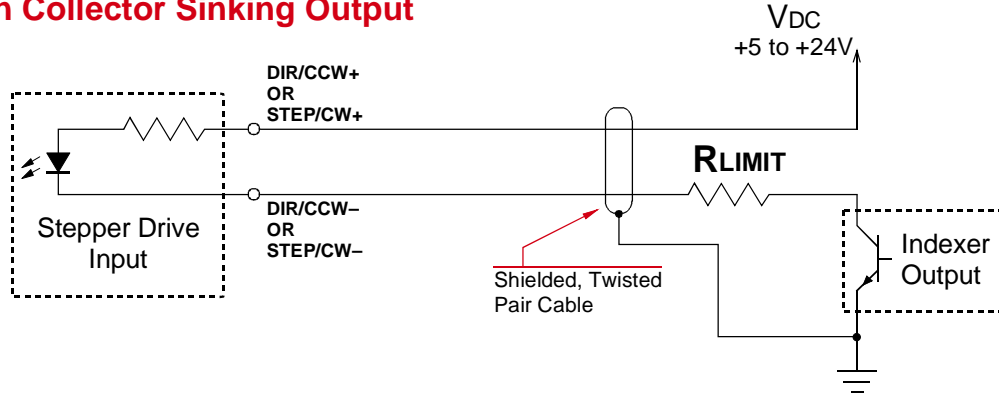 Collector Sinking Output
VDC
+5 to +24V
DIR/CCW+
OR
STEP/CW+
RLIMIT
DIR/CCW–
OR
STEP/CW–
Stepper Drive
Input
Shielded, Twisted
Pair Cable
Indexer
Output